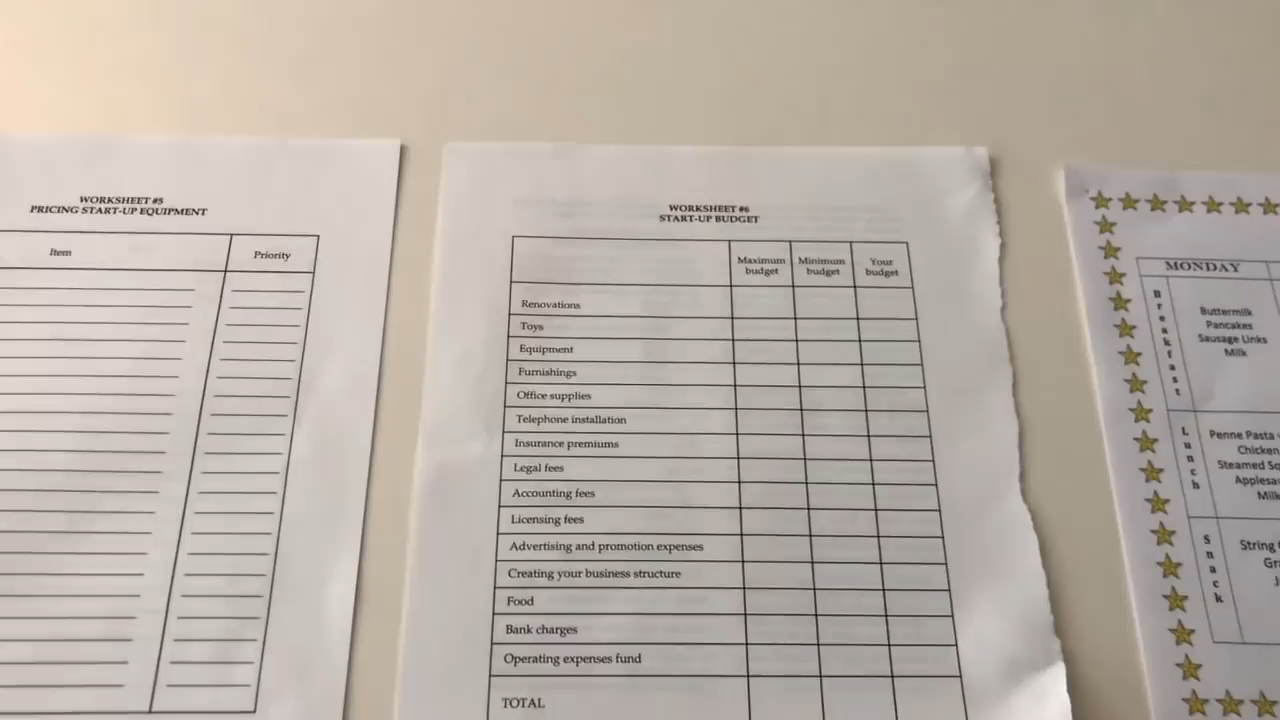 WORKSHEET #5
PRICING START-UP EQUIPMENT
Item
Priority
WORKSHEET #6
START-UP BUDGET
Maximum budget
Minimum budget
Your budget
Renovations
Toys
Equipment
Furnishings
Office supplies
Telephone installation
Insurance premiums
Legal fees
Accounting fees
Licensing fees
Advertising and promotion expenses
Creating your business structure
Food
Bank charges
Operating expenses fund
TOTAL
MONDAY
Breakfast
Buttermilk
Pancakes
Sausage Links
Milk
Lunch
Penne Pasta
Chicken
Steamed
Milk
Snack
String